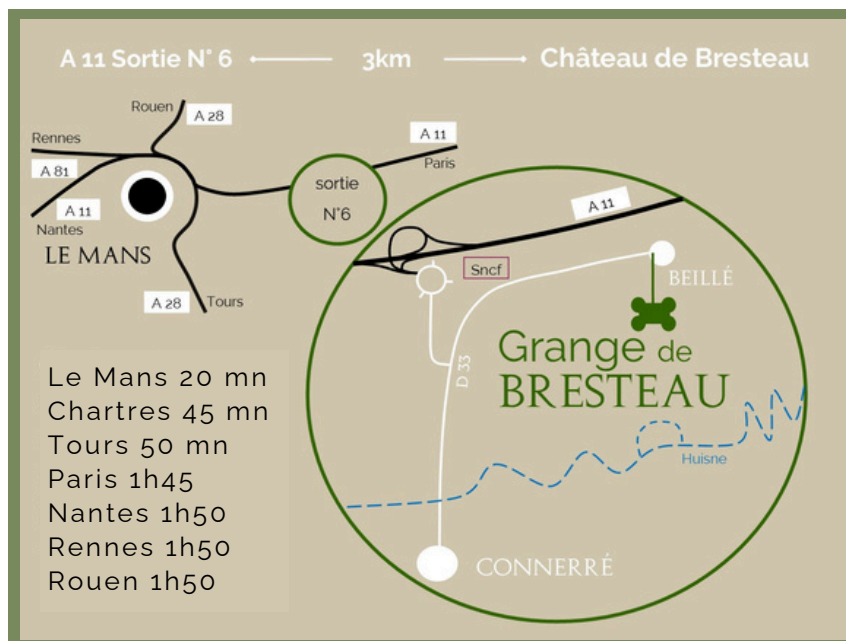 A 11 Sortie N° 6 3km Château de Bresteau
Rouen
A 28
Rennes
A 81
A 11
Nantes
LE MANS
A 28
Tours
A 11
Paris
sortie
N°6
A 11
Sncf
BEILLÉ
D 33
Grange de
BRESTEAU
Huisne
CONNERRÉ
Le Mans 20 mn
Chartres 45 mn
Tours 50 mn
Paris 1h45
Nantes 1h50
Rennes 1h50
Rouen 1h50